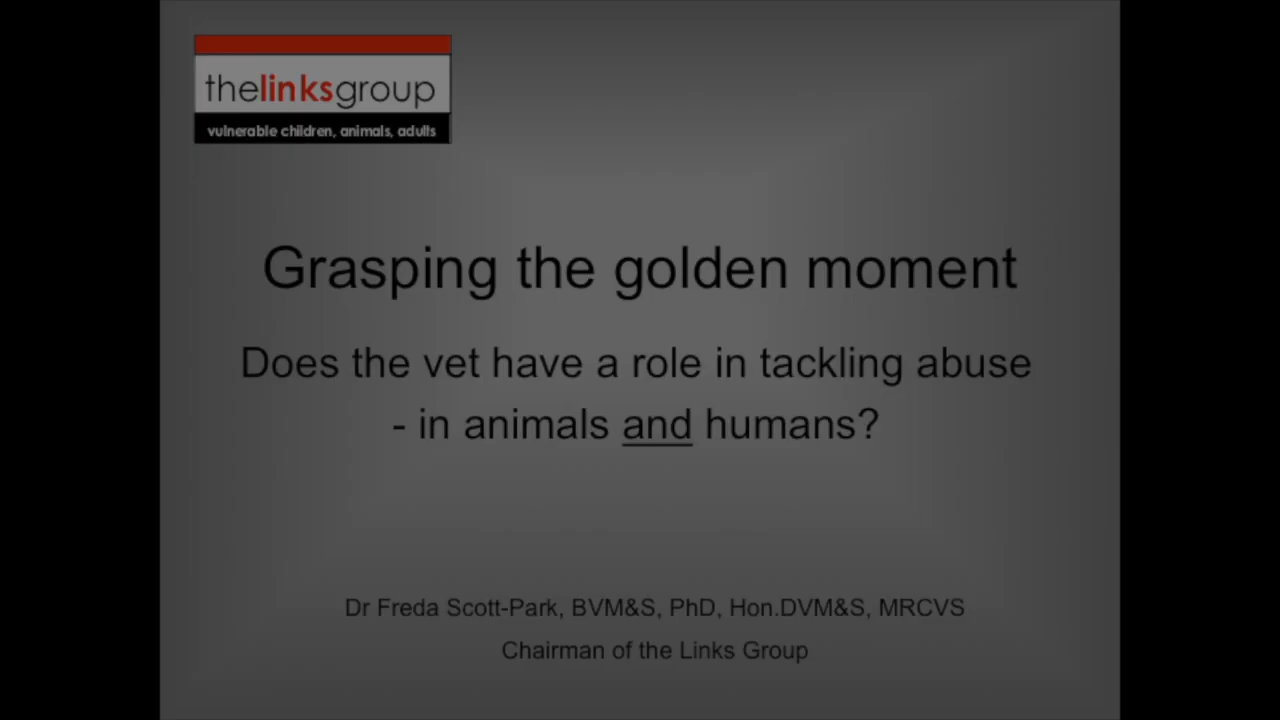 thelinksgroup
vulnerable children, animals, adults
Grasping the golden moment
Does the vet have a role in tackling abuse
- in animals and humans?
Dr Freda Scott-Park, BVM&S, PhD, Hon.DVM&S, MRCVS
Chairman of the Links Group